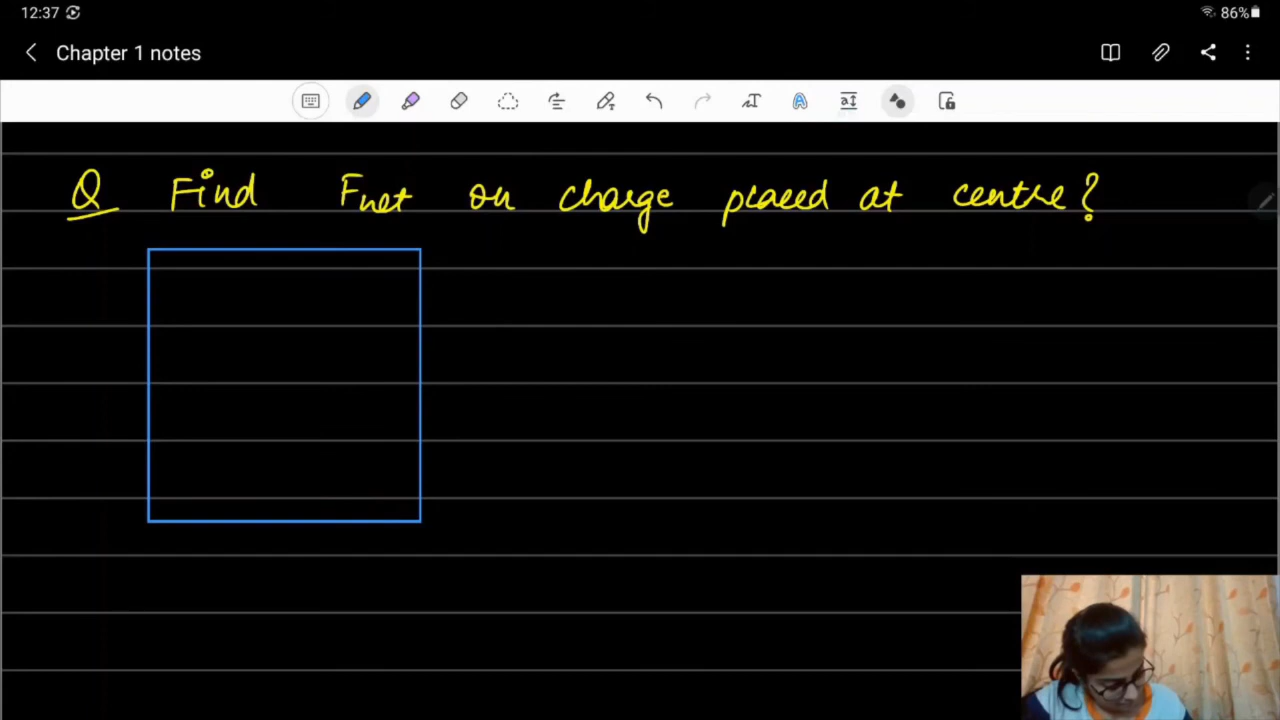 12:37 86%
Chapter 1 notes
Q Find Fnet on charge placed at centre?